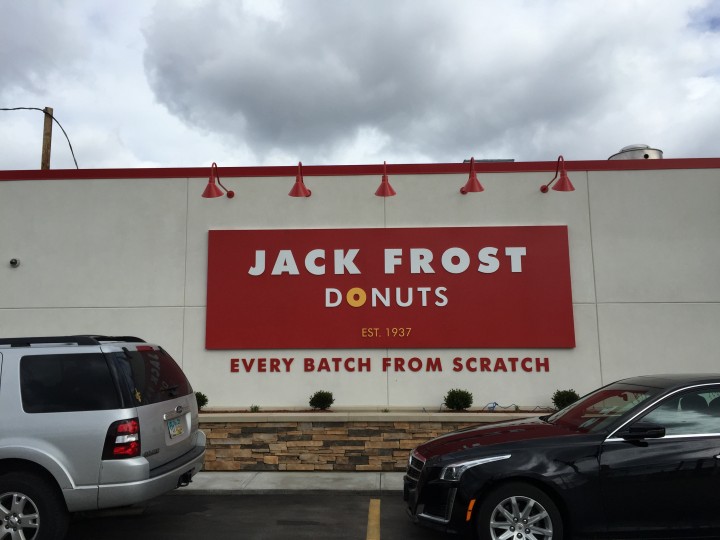 JACK FROST
DONUTS
EST. 1937
EVERY BATCH FROM SCRATCH